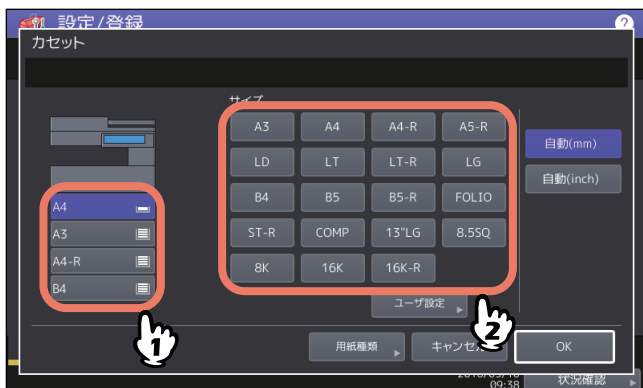 設定/登録
?
カセット
サイズ
A3 A4 A4-R A5-R
自動(mm)
LD LT LT-R LG
自動(inch)
B4 B5 B5-R FOLIO
A4
A3
ST-R COMP 13"LG 8.5SQ
A4-R
8K 16K 16K-R
B4
ユーザ設定
1
2
用紙種類 キャンセル OK
09:38
状況確認